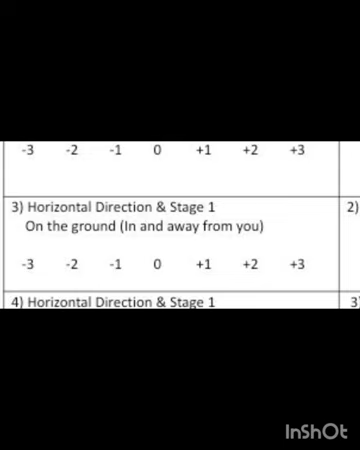 -3 -2 -1 0 +1 +2 +3
3) Horizontal Direction & Stage 1
2)
On the ground (In and away from you)
-3 -2 -1 0 +1 +2 +3
4) Horizontal Direction & Stage 1
3)
InShOt